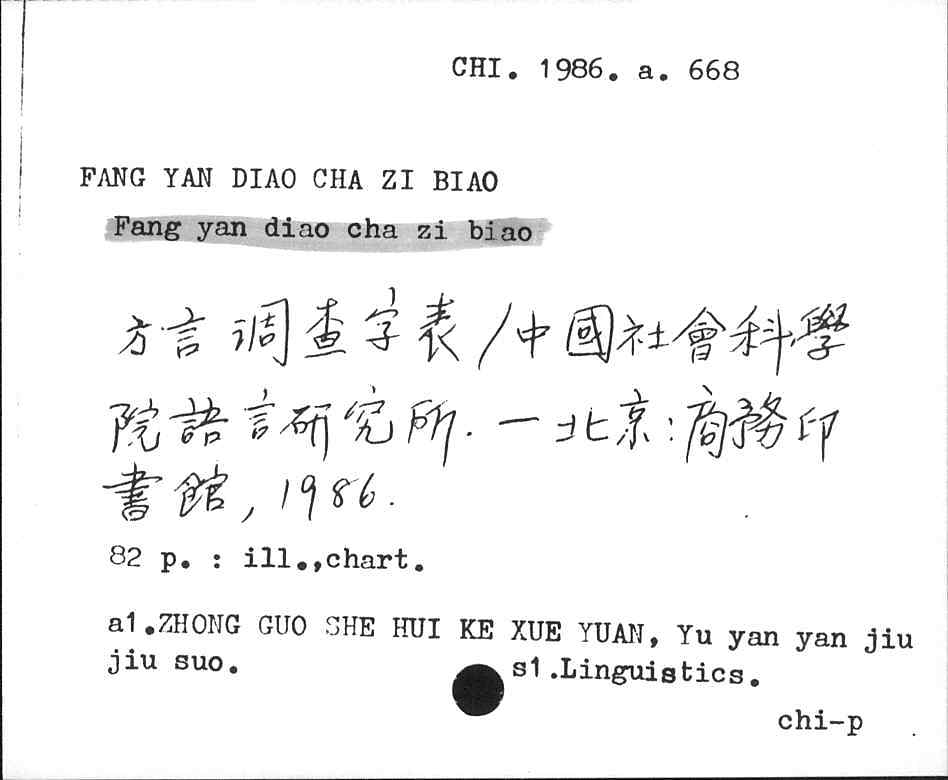 CHI. 1986. a. 668
FANG YAN DIAO CHA ZI BIAO
Fang yan diao cha zi biao
方言调查字表/中國社會科學
院語言研究所. — 北京:商務印
書館, 1986.
82 p. : ill.,chart.
a1.ZHONG GUO SHE HUI KE XUE YUAN, Yu yan yan jiu
jiu suo.
s1.Linguistics.
chi-p